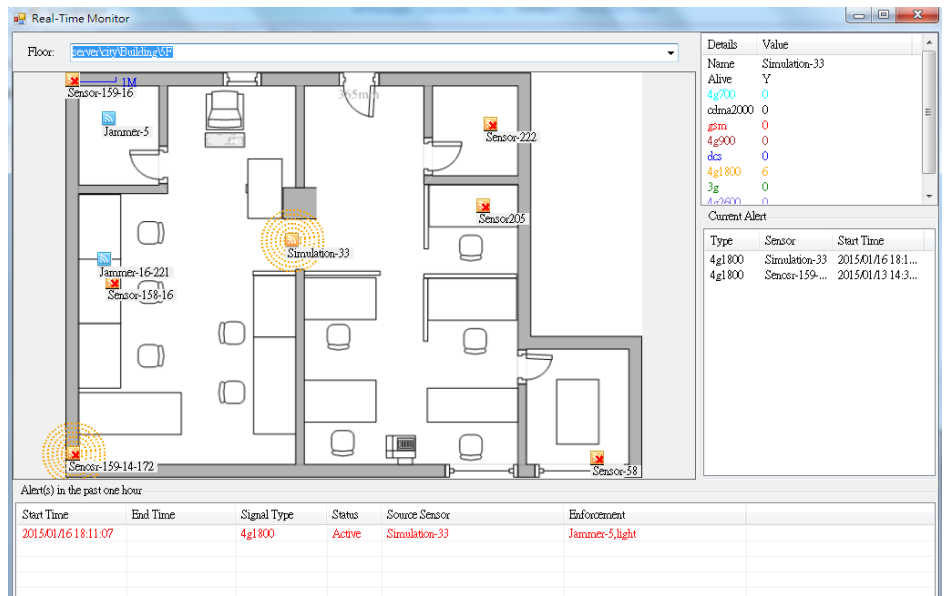 Real-Time Monitor
Floor: server\city\Building\5F
1M
Sensor-159-16
Jammer-5
Sensor-222
Sensor205
Simulation-33
Jammer-16-221
Sensor-158-16
Senosr-159-14-172
Sensor-58
Details Value
Name Simulation-33
Alive Y
4g700 0
cdma2000 0
gsm 0
4g900 0
dcs 0
4g1800 6
3g 0
4g2600 0
Current Alert
Type Sensor Start Time
4g1800 Simulation-33 2015/01/16 18:1...
4g1800 Senosr-159-... 2015/01/13 14:3...
Alert(s) in the past one hour
Start Time End Time Signal Type Status Source Sensor Enforcement
2015/01/16 18:11:07 4g1800 Active Simulation-33 Jammer-5,light